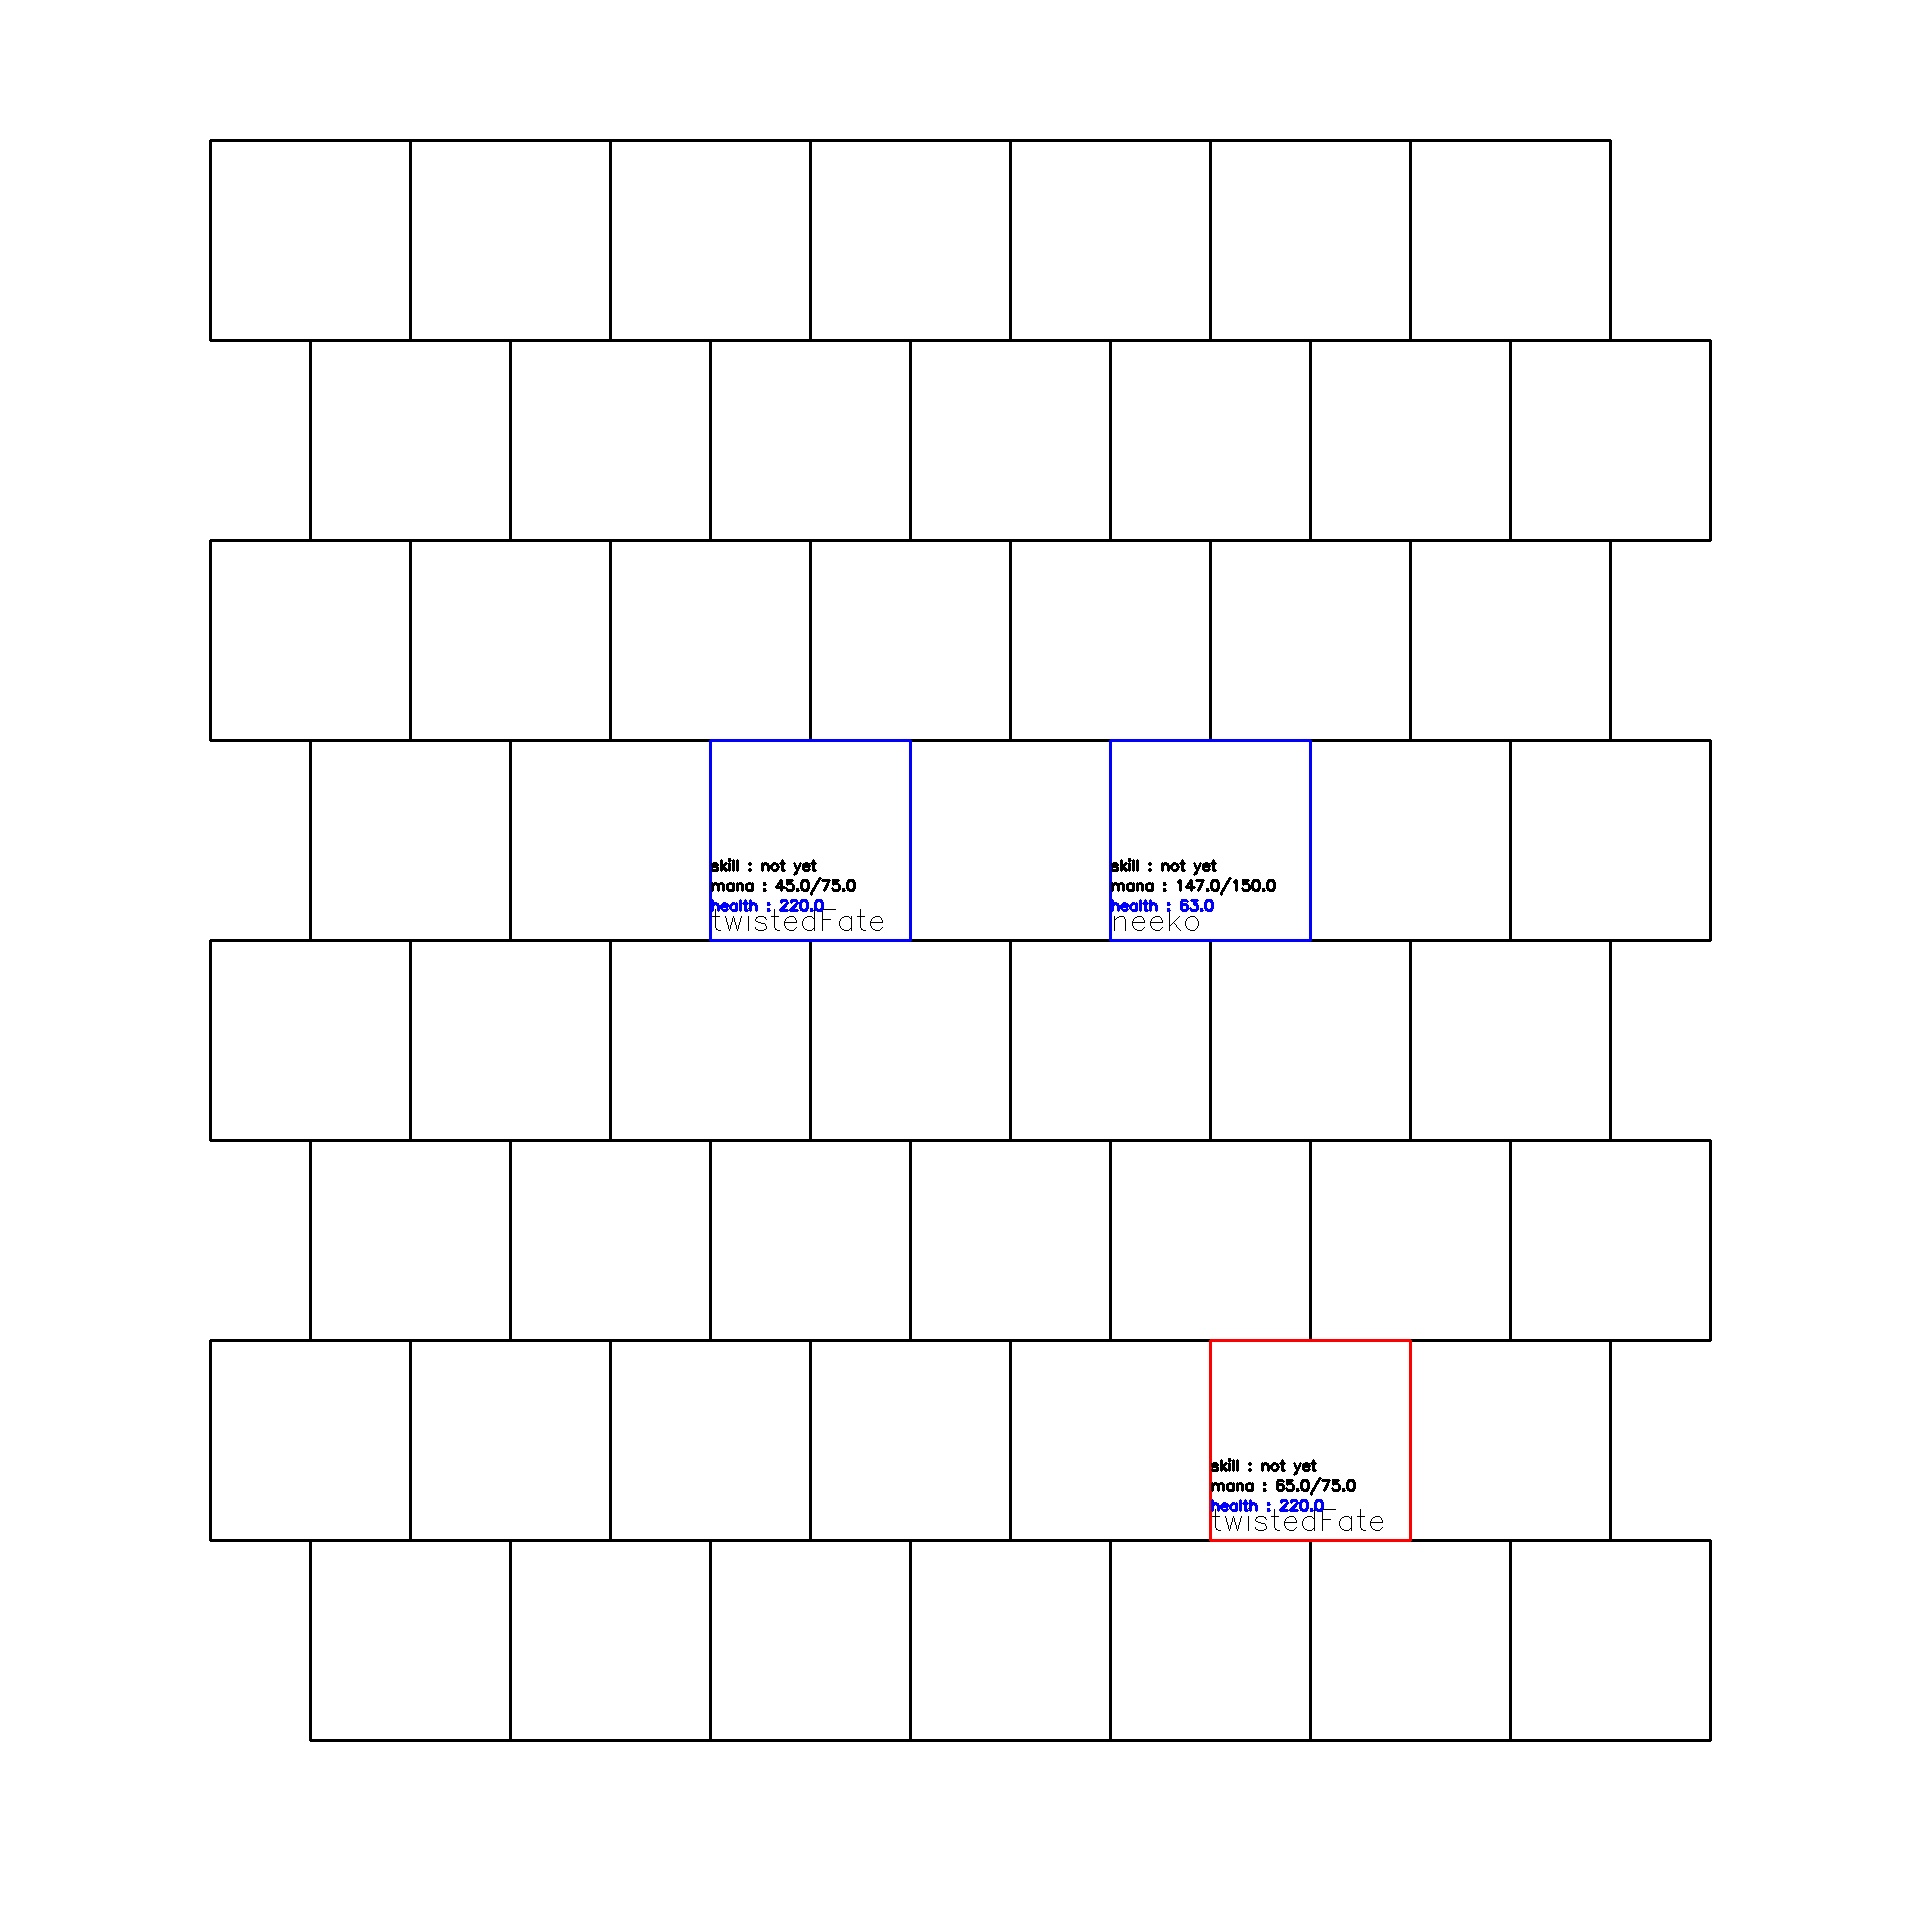 skill : not yet
mana : 45.0/75.0
health : 220.0
twistedFate
skill : not yet
mana : 147.0/150.0
health : 63.0
neeko
skill : not yet
mana : 65.0/75.0
health : 220.0
twistedFate